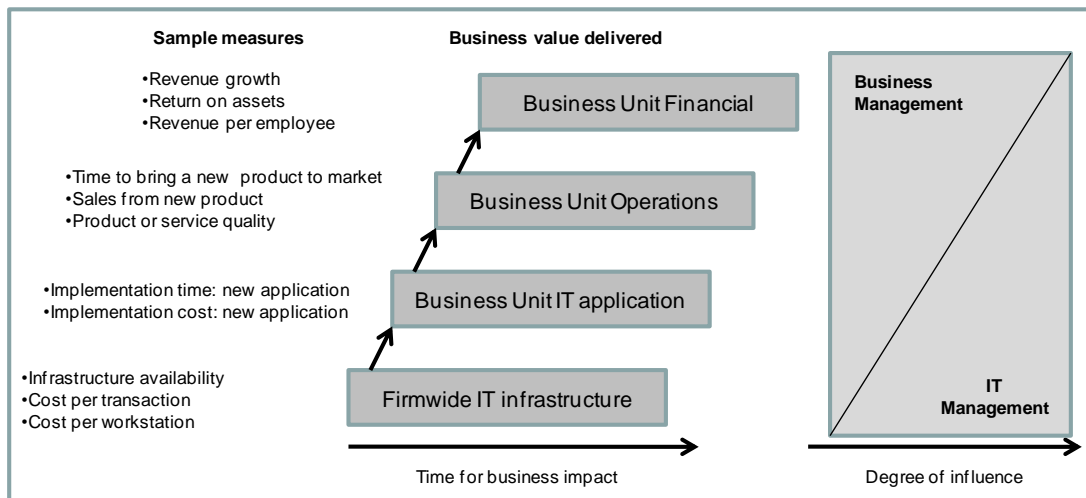 Sample measures
Business value delivered
•Revenue growth
•Return on assets
•Revenue per employee
Business Unit Financial
Business
Management
•Time to bring a new product to market
•Sales from new product
•Product or service quality
Business Unit Operations
•Implementation time: new application
•Implementation cost: new application
Business Unit IT application
•Infrastructure availability
•Cost per transaction
•Cost per workstation
Firmwide IT infrastructure
IT
Management
Time for business impact
Degree of influence